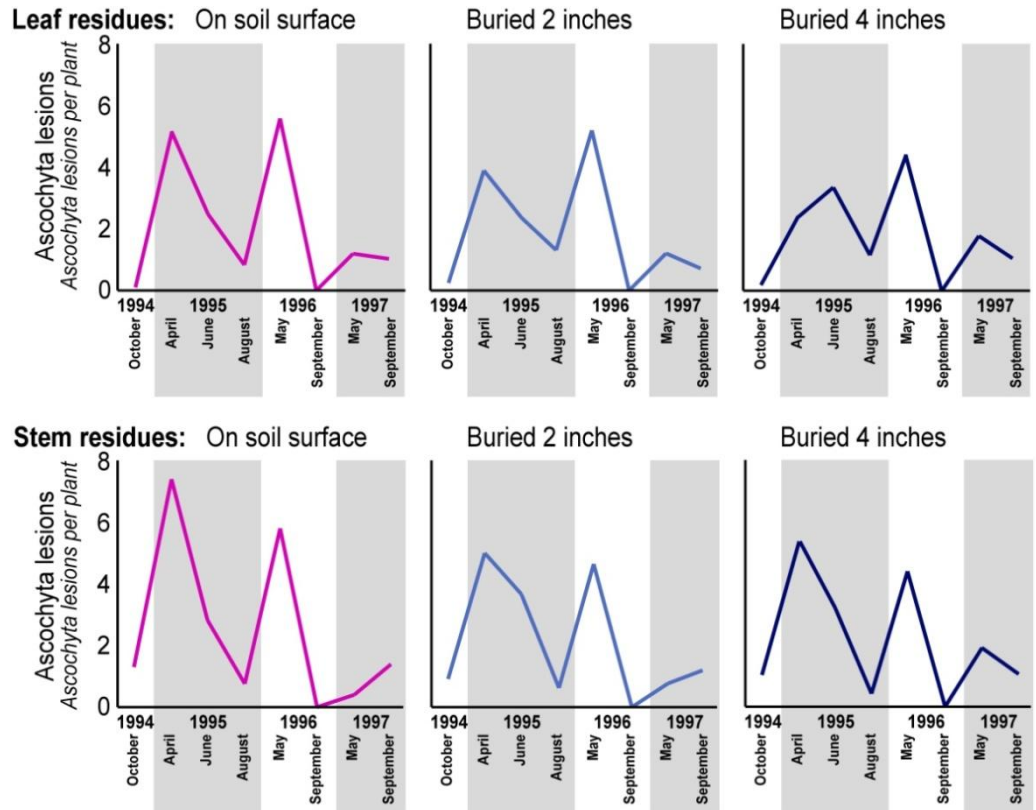 Leaf residues: On soil surface
Buried 2 inches
Buried 4 inches
Ascochyta lesions
Ascochyta lesions per plant
8
6
4
2
0
1994 1995 1996 1997
October April June August May September May September
1994 1995 1996 1997
October April June August May September May September
1994 1995 1996 1997
October April June August May September May September
Stem residues: On soil surface
Buried 2 inches
Buried 4 inches
Ascochyta lesions
Ascochyta lesions per plant
8
6
4
2
0
1994 1995 1996 1997
October April June August May September May September
1994 1995 1996 1997
October April June August May September May September
1994 1995 1996 1997
October April June August May September May September